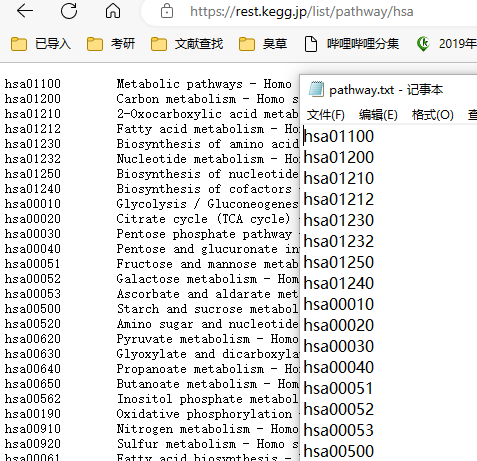 https://rest.kegg.jp/list/pathway/hsa
已导入 考研 文献查找 臭草 哔哩哔哩分集 2019年
hsa01100 Metabolic pathways - Homo
hsa01200 Carbon metabolism - Homo s
hsa01210 2-Oxocarboxylic acid metab
hsa01212 Fatty acid metabolism - Ho
hsa01230 Biosynthesis of amino acid
hsa01232 Nucleotide metabolism - Ho
hsa01250 Biosynthesis of nucleotide
hsa01240 Biosynthesis of cofactors -
hsa00010 Glycolysis / Gluconeogenes
hsa00020 Citrate cycle (TCA cycle) -
hsa00030 Pentose phosphate pathway
hsa00040 Pentose and glucuronate in
hsa00051 Fructose and mannose metab
hsa00052 Galactose metabolism - Hom
hsa00053 Ascorbate and aldarate met
hsa00500 Starch and sucrose metabol
hsa00520 Amino sugar and nucleotide
hsa00620 Pyruvate metabolism - Homo
hsa00630 Glyoxylate and dicarboxyla
hsa00640 Propanoate metabolism - Ho
hsa00650 Butanoate metabolism - Hom
hsa00562 Inositol phosphate metabol
hsa00190 Oxidative phosphorylation -
hsa00910 Nitrogen metabolism - Homo
hsa00920 Sulfur metabolism - Homo s
hsa00061 Fatty acid biosynthesis -
pathway.txt - 记事本
文件(F) 编辑(E) 格式(O) 查
hsa01100
hsa01200
hsa01210
hsa01212
hsa01230
hsa01232
hsa01250
hsa01240
hsa00010
hsa00020
hsa00030
hsa00040
hsa00051
hsa00052
hsa00053
hsa00500